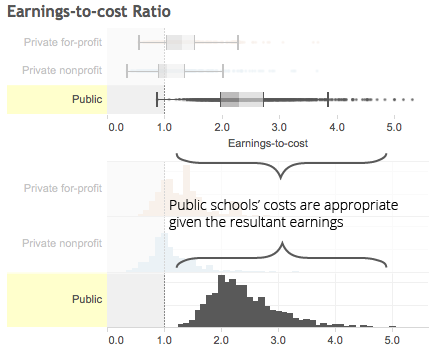 Earnings-to-cost Ratio
Private for-profit
Private nonprofit
Public
0.0 1.0 2.0 3.0 4.0 5.0
Earnings-to-cost
Private for-profit
Public schools’ costs are appropriate
given the resultant earnings
Private nonprofit
Public
0.0 1.0 2.0 3.0 4.0 5.0